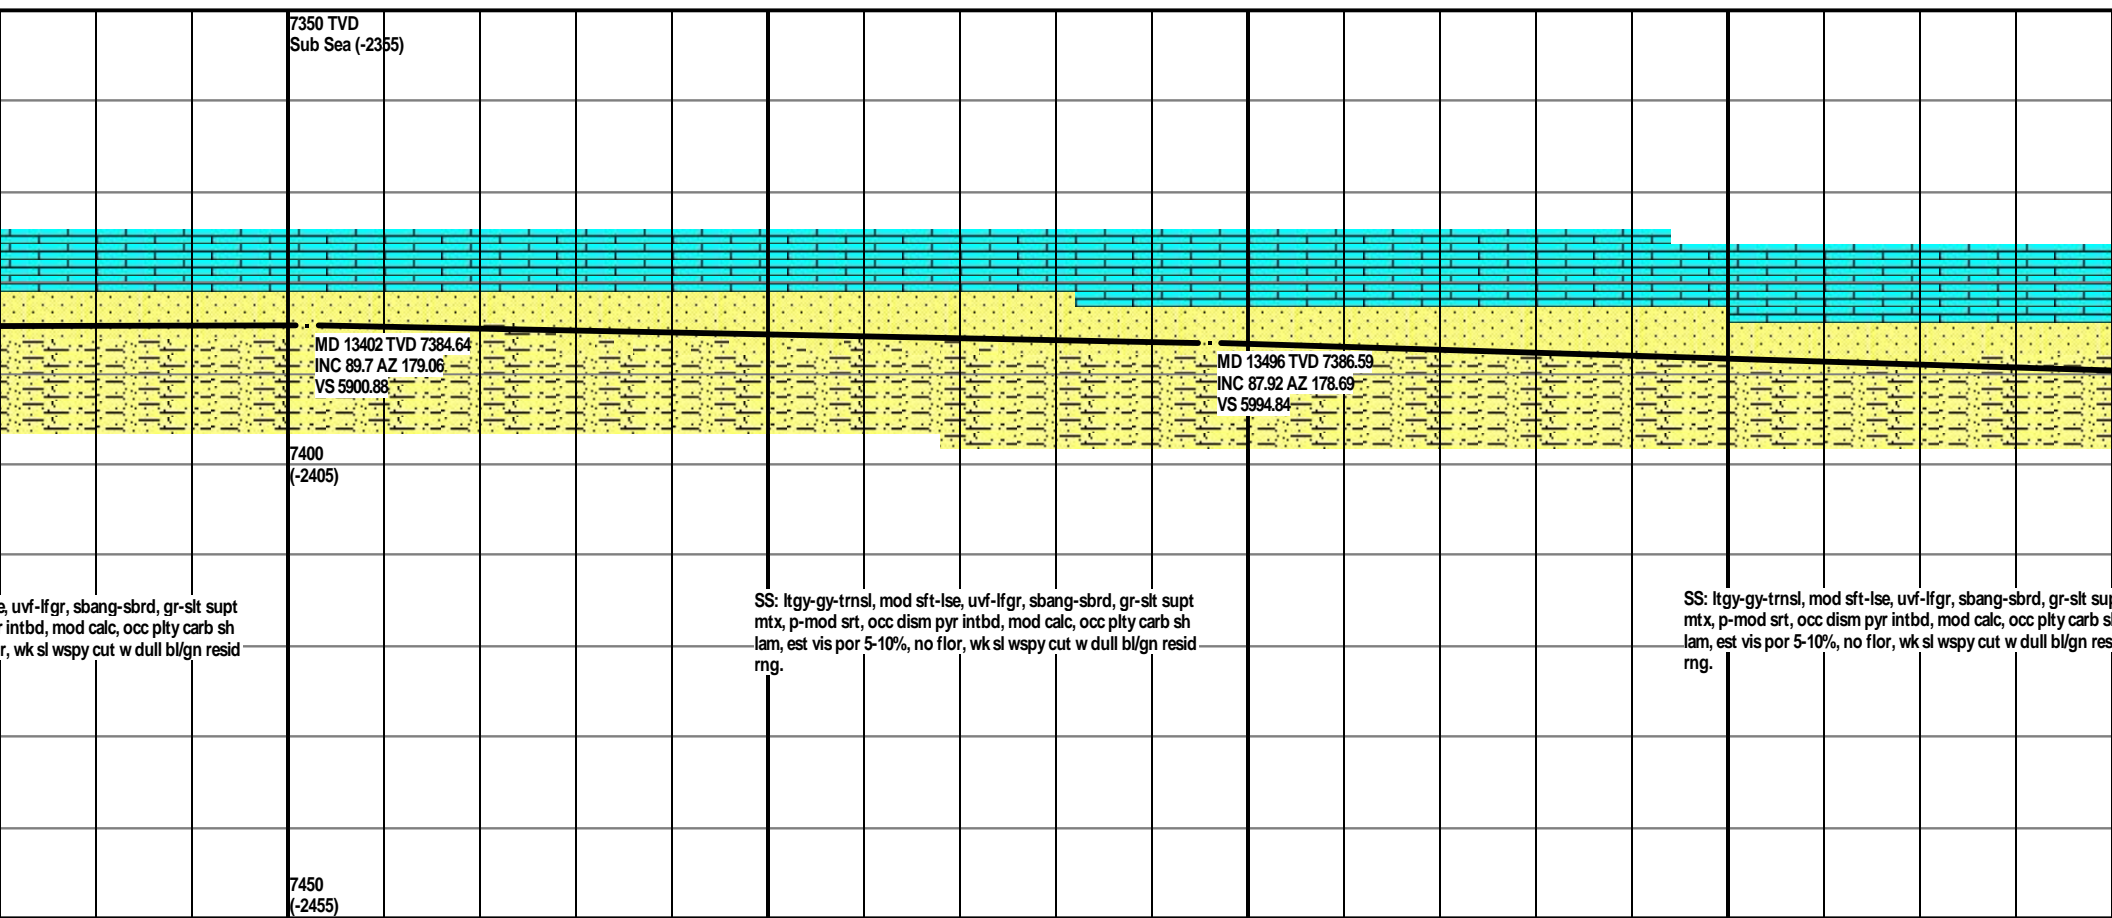 7350 TVD
Sub Sea (-2355)
MD 13402 TVD 7384.64
INC 89.7 AZ 179.06
VS 5900.88
MD 13496 TVD 7386.59
INC 87.92 AZ 178.69
VS 5994.84
7400
(-2405)
uvf-lfgr, sbang-sbrd, gr-slt supt
intbd, mod calc, occ plty carb sh
wk sl wspy cut w dull bl/gn resid
SS: ltgy-gy-trnsl, mod sft-lse, uvf-lfgr, sbang-sbrd, gr-slt supt
mtx, p-mod srt, occ dism pyr intbd, mod calc, occ plty carb sh
lam, est vis por 5-10%, no flor, wk sl wspy cut w dull bl/gn resid
rng.
SS: ltgy-gy-trnsl, mod sft-lse, uvf-lfgr, sbang-sbrd, gr-slt
mtx, p-mod srt, occ dism pyr intbd, mod calc, occ plty carb
lam, est vis por 5-10%, no flor, wk sl wspy cut w dull bl/gn
rng.
7450
(-2455)